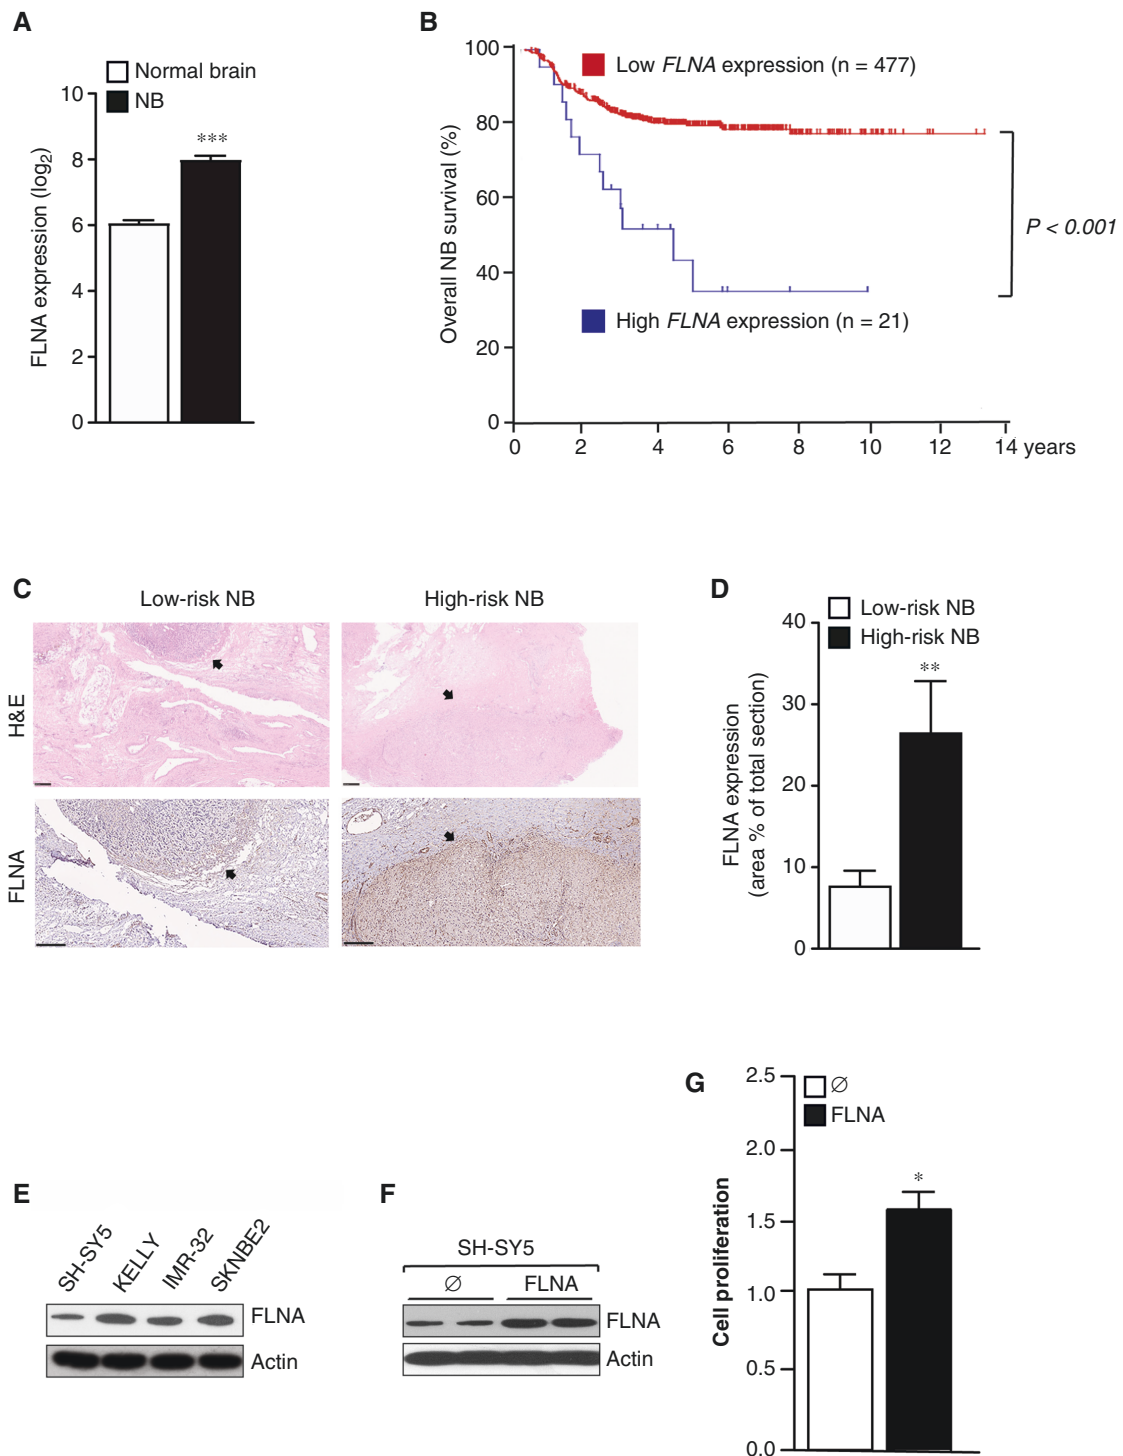 A
Normal brain
NB
***
FLNA expression (log2)
10
8
6
4
2
0
B
Low FLNA expression (n = 477)
High FLNA expression (n = 21)
P < 0.001
Overall NB survival (%)
100
80
60
40
20
0
0 2 4 6 8 10 12 14 years
C
Low-risk NB High-risk NB
H&E
FLNA
D
Low-risk NB
High-risk NB
**
FLNA expression
(area % of total section)
40
30
20
10
0
E
SH-SY5 KELLY IMR-32 SKNBE2
FLNA
Actin
F
SH-SY5
∅ FLNA
FLNA
Actin
G
∅
FLNA
*
Cell proliferation
2.5
2.0
1.5
1.0
0.5
0.0